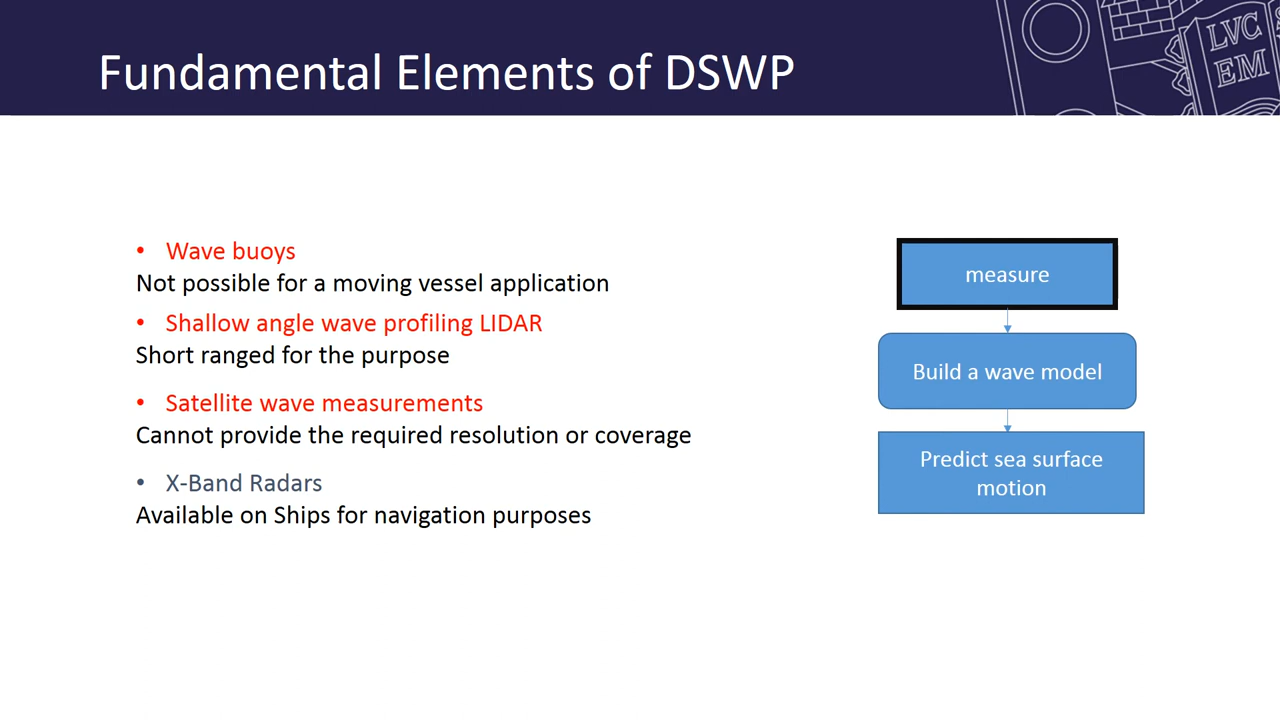 Fundamental Elements of DSWP
LVC
EM
• Wave buoys
Not possible for a moving vessel application
• Shallow angle wave profiling LIDAR
Short ranged for the purpose
• Satellite wave measurements
Cannot provide the required resolution or coverage
• X-Band Radars
Available on Ships for navigation purposes
measure
Build a wave model
Predict sea surface
motion